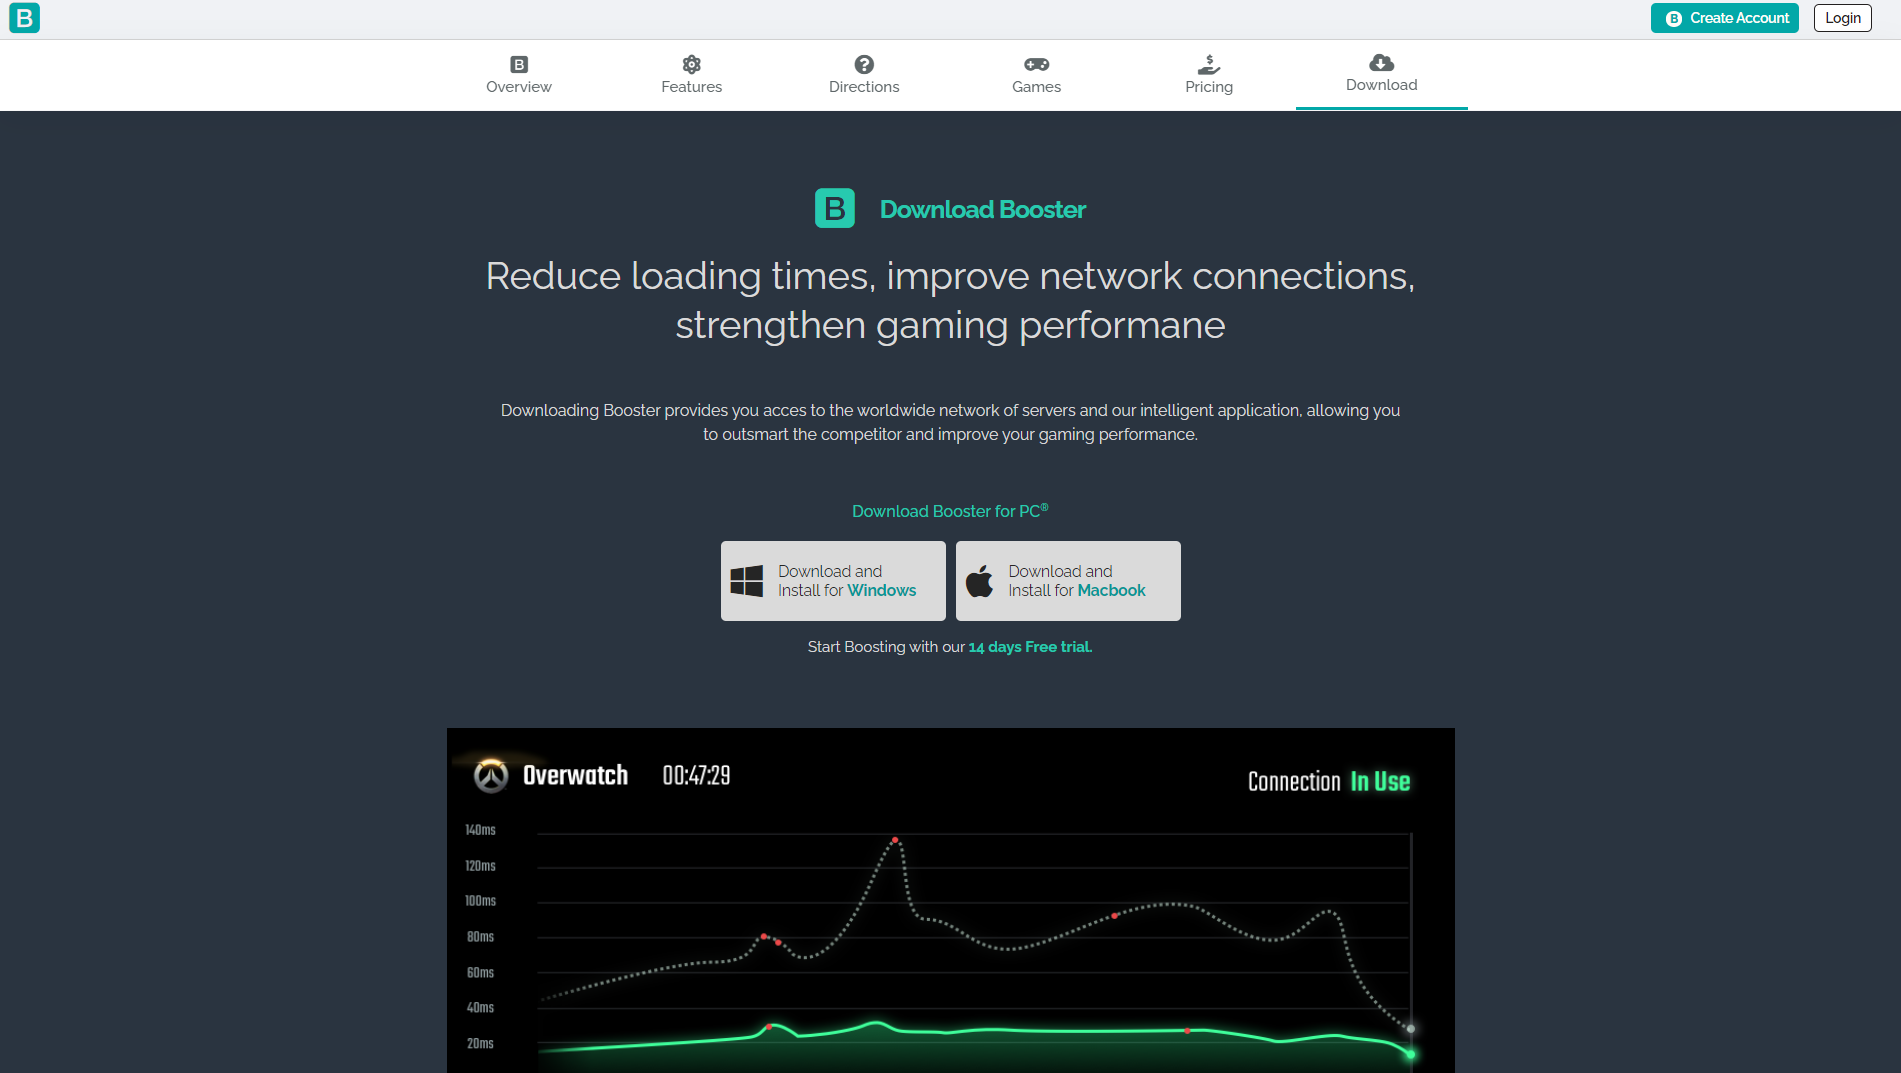 B
B Create Account
Login
B
Overview
Features
Directions
Games
$
Pricing
Download
B Download Booster
Reduce loading times, improve network connections,
strengthen gaming performane
Downloading Booster provides you acces to the worldwide network of servers and our intelligent application, allowing you
to outsmart the competitor and improve your gaming performance.
Download Booster for PC®
Download and
Install for Windows
Download and
Install for Macbook
Start Boosting with our 14 days Free trial.
Overwatch 00:47:29
Connection In Use
140ms
120ms
100ms
80ms
60ms
40ms
20ms